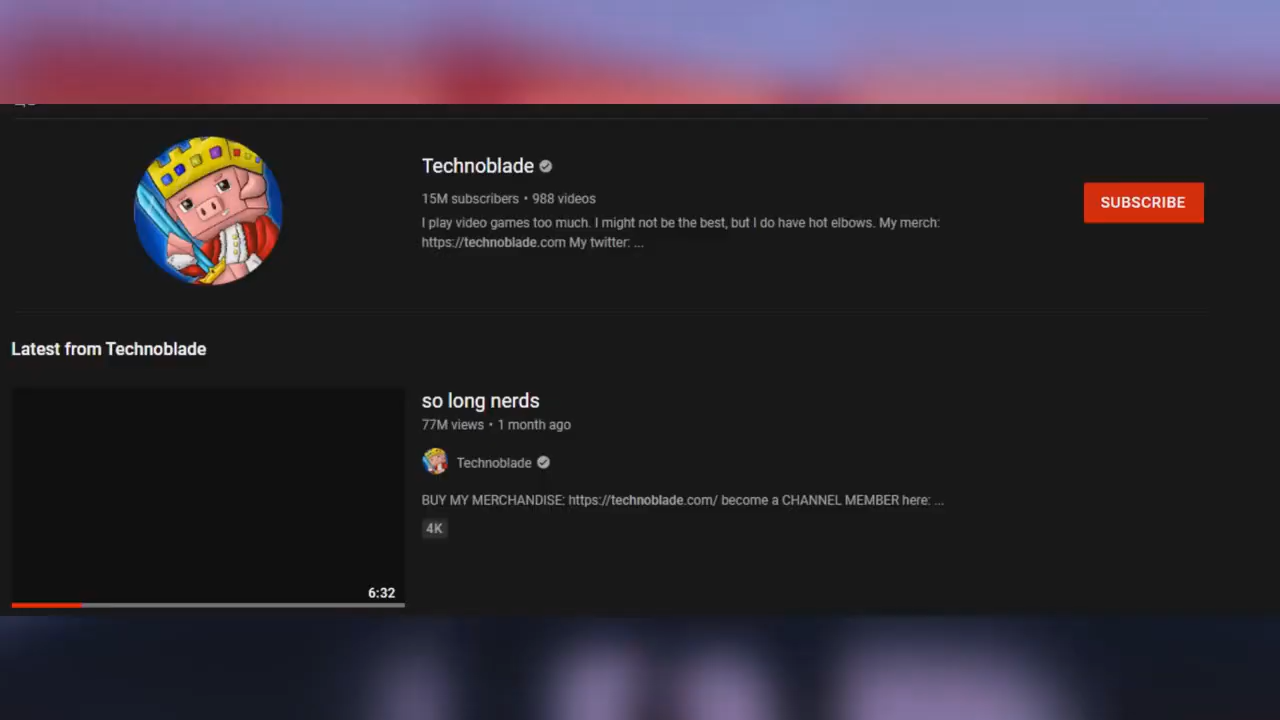 Technoblade
15M subscribers • 988 videos
SUBSCRIBE
I play video games too much. I might not be the best, but I do have hot elbows. My merch:
https://technoblade.com My twitter: ...
Latest from Technoblade
so long nerds
77M views • 1 month ago
Technoblade
BUY MY MERCHANDISE: https://technoblade.com/ become a CHANNEL MEMBER here: ...
4K
6:32